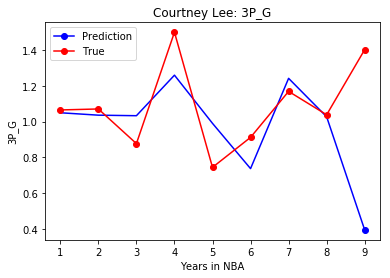 Courtney Lee: 3P_G
Prediction
True
3P_G
1.4
1.2
1.0
0.8
0.6
0.4
1 2 3 4 5 6 7 8 9
Years in NBA